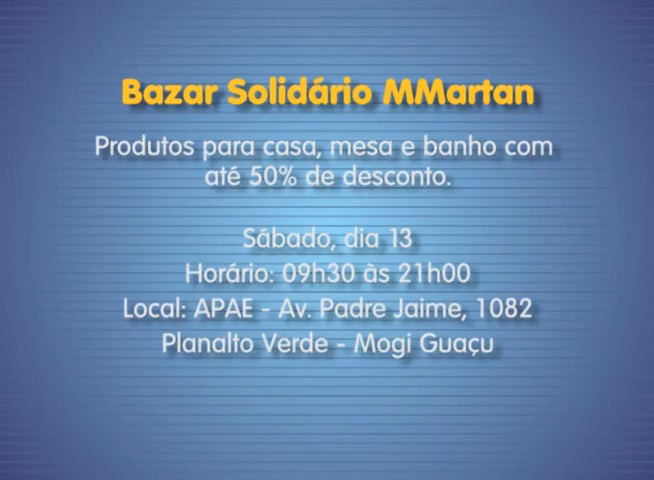 Bazar Solidário MMartan
Produtos para casa, mesa e banho com
até 50% de desconto.
Sábado, dia 13
Horário: 09h30 às 21h00
Local: APAE - Av. Padre Jaime, 1082
Planalto Verde - Mogi Guaçu